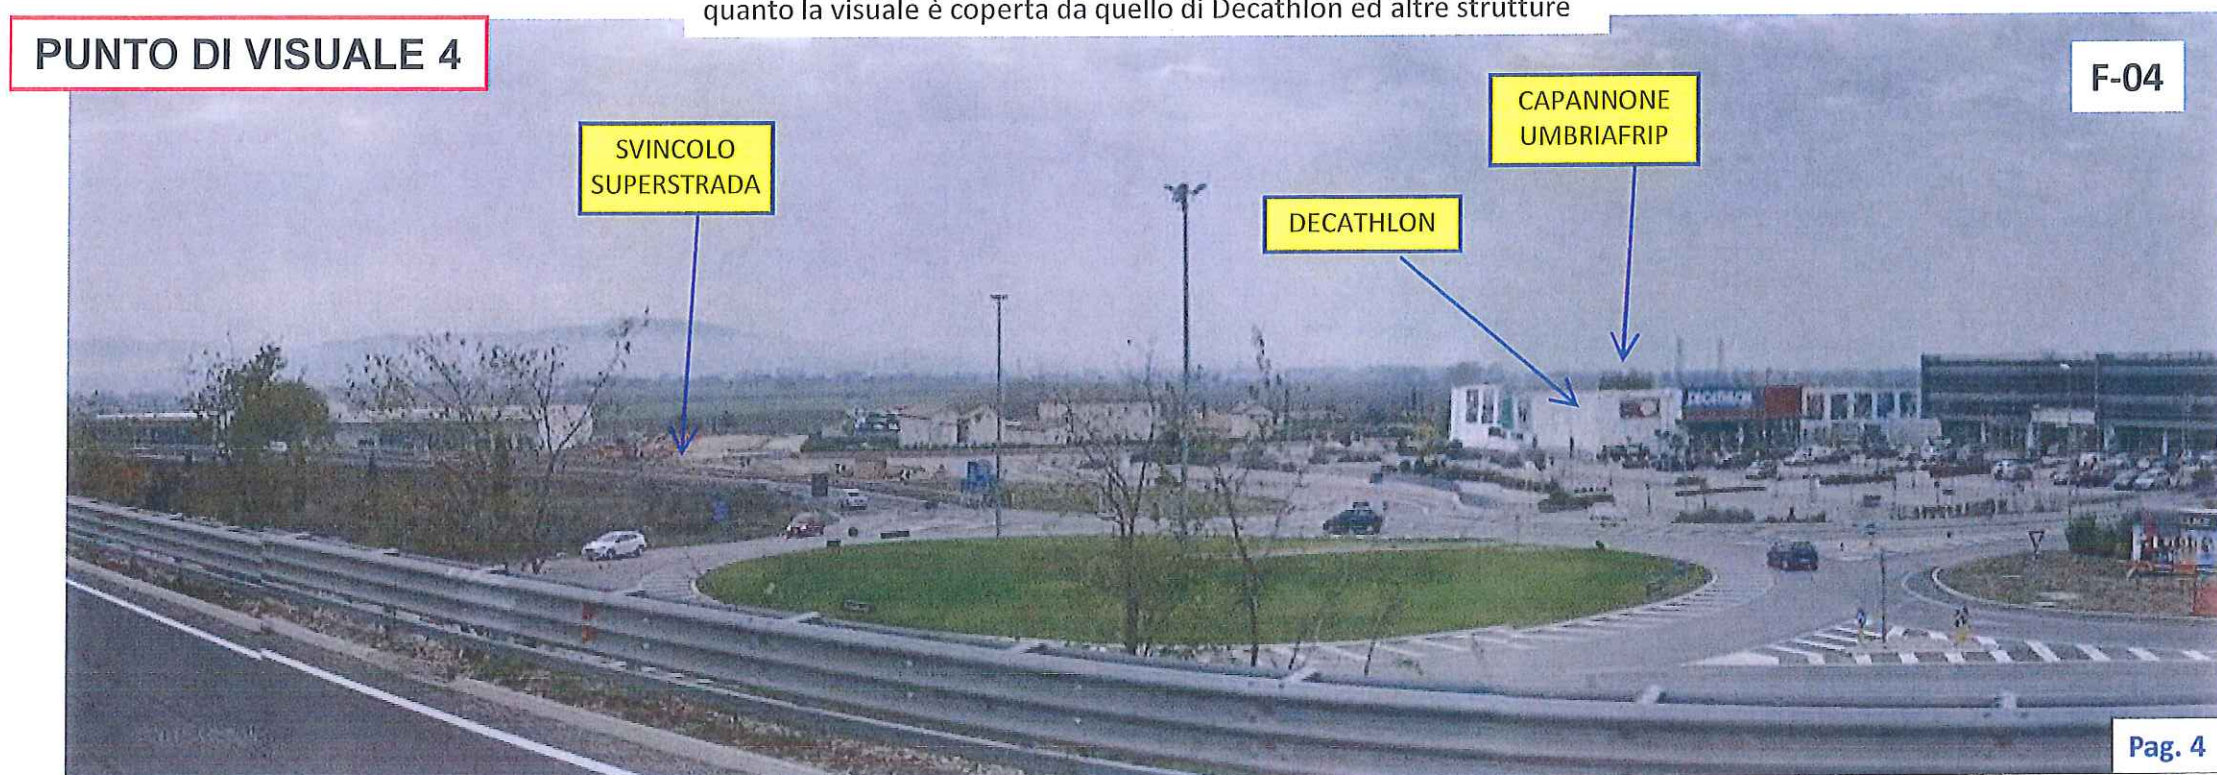 quanto la visuale è coperta da quello di Decathlon ed altre strutture
PUNTO DI VISUALE 4
F-04
CAPANNONE
UMBRIAFRIP
SVINCOLO
SUPERSTRADA
DECATHLON
DECATHLON
Pag. 4